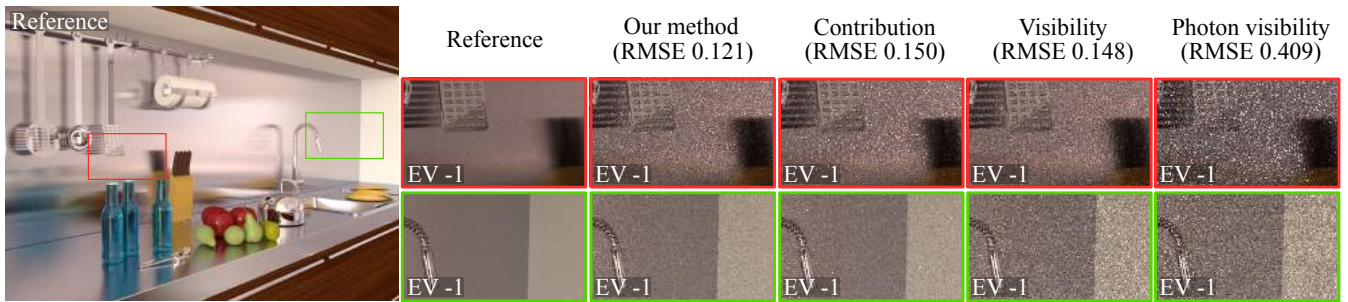 Reference
Reference
Our method
(RMSE 0.121)
Contribution
(RMSE 0.150)
Visibility
(RMSE 0.148)
Photon visibility
(RMSE 0.409)
EV -1
EV -1
EV -1
EV -1
EV -1
EV -1
EV -1
EV -1
EV -1
EV -1